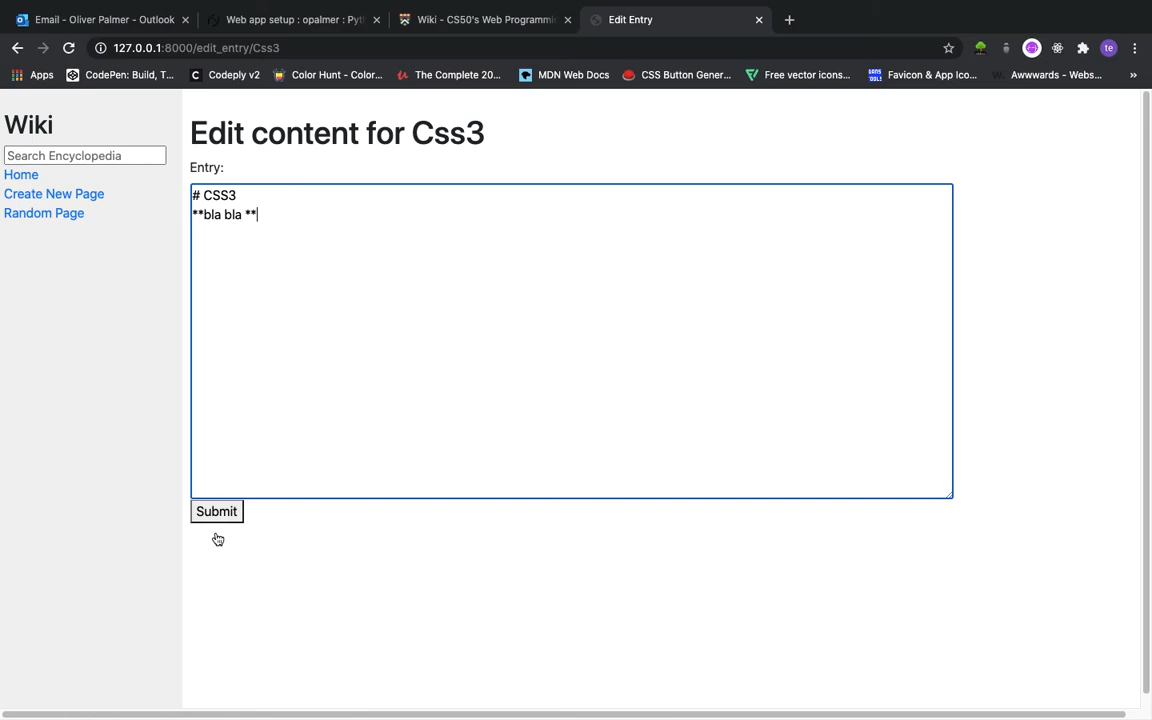 Email - Oliver Palmer - Outlook
Web app setup : opalmer : Pyt
Wiki - CS50's Web Programmi
Edit Entry
127.0.0.1:8000/edit_entry/Css3
te
Apps
CodePen: Build, T...
Codeply v2
Color Hunt - Color...
The Complete 20...
MDN Web Docs
CSS Button Gener...
Free vector icons...
Favicon & App Ico...
Awwwards - Webs...
»
Wiki
Search Encyclopedia
Home
Create New Page
Random Page
Edit content for Css3
Entry:
# CSS3
**bla bla **
Submit